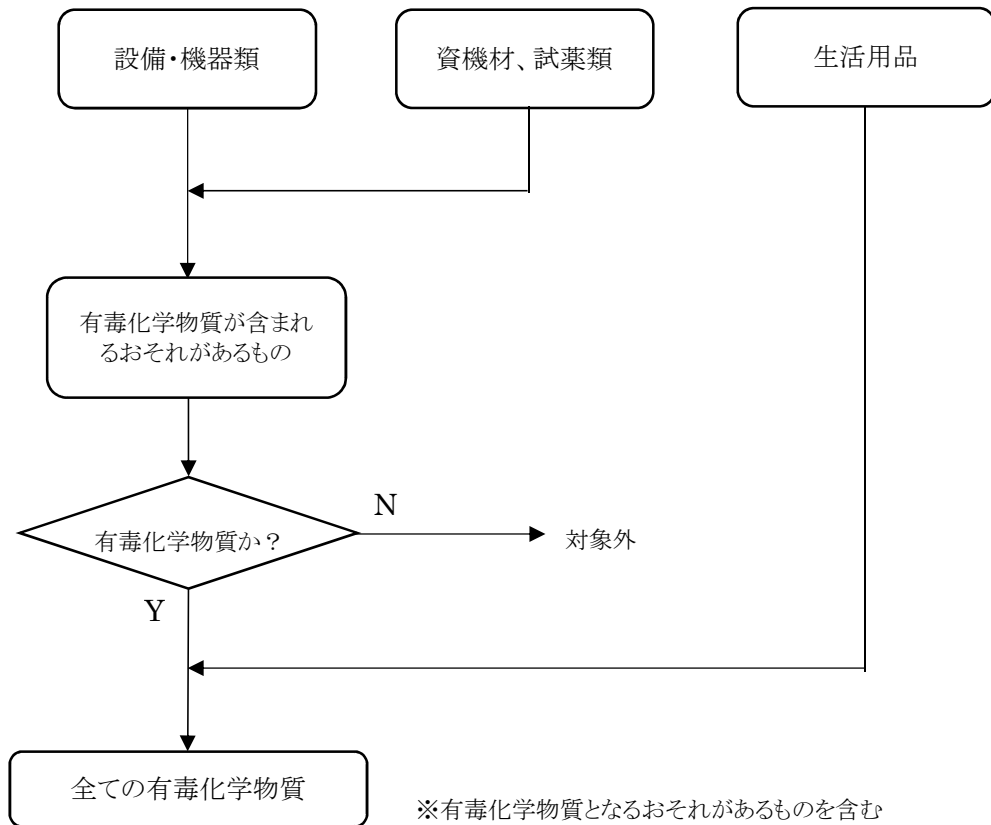 設備・機器類
資機材、試薬類
生活用品
有毒化学物質が含まれ
るおそれがあるもの
有毒化学物質か？
N
対象外
Y
全ての有毒化学物質
※有毒化学物質となるおそれがあるものを含む